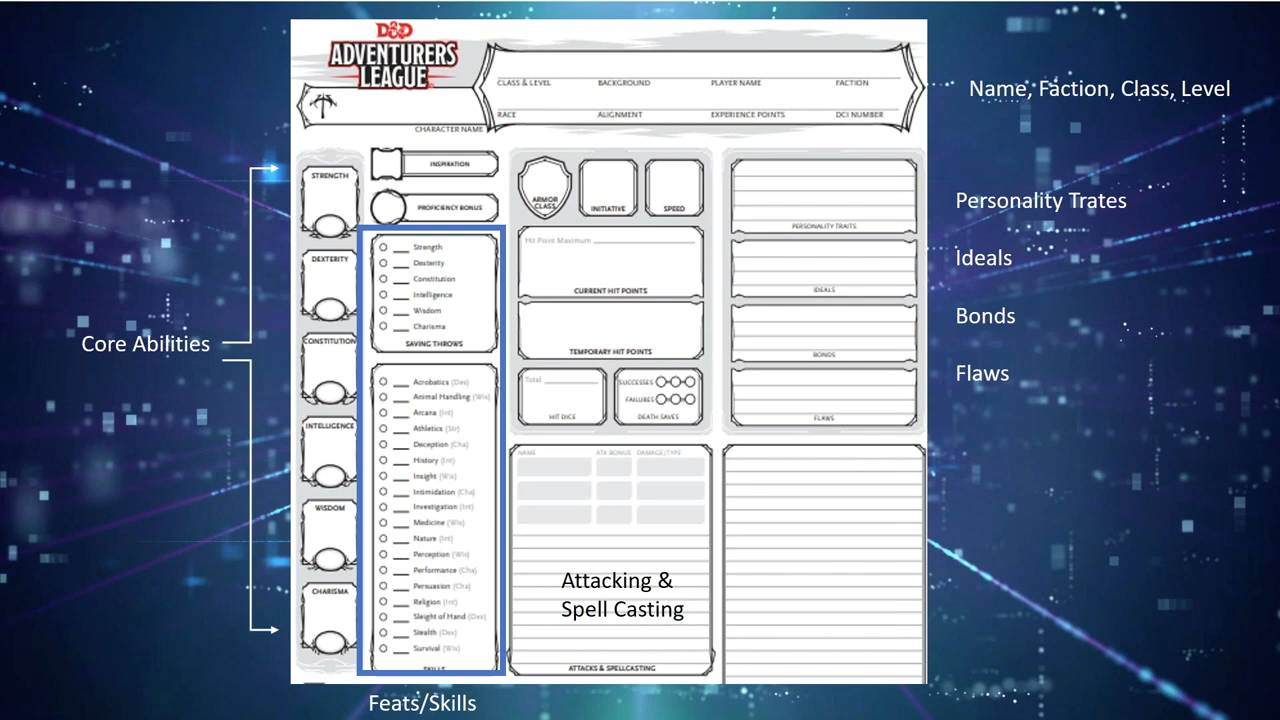 D&D
ADVENTURERS
LEAGUE
CLASS & LEVEL BACKGROUND PLAYER NAME FACTION
RACE ALIGNMENT EXPERIENCE POINTS DCI NUMBER
CHARACTER NAME
Name, Faction, Class, Level
Core Abilities
STRENGTH
DEXTERITY
CONSTITUTION
INTELLIGENCE
WISDOM
CHARISMA
INSPIRATION
PROFICIENCY BONUS
Strength
Dexterity
Constitution
Intelligence
Wisdom
Charisma
SAVING THROWS
Acrobatics (Dex)
Animal Handling (Wis)
Arcana (Int)
Athletics (Str)
Deception (Cha)
History (Int)
Insight (Wis)
Intimidation (Cha)
Investigation (Int)
Medicine (Wis)
Nature (Int)
Perception (Wis)
Performance (Cha)
Persuasion (Cha)
Religion (Int)
Sleight of Hand (Dex)
Stealth (Dex)
Survival (Wis)
SKILLS
Feats/Skills
ARMOR
CLASS
INITIATIVE
SPEED
Hit Point Maximum
CURRENT HIT POINTS
TEMPORARY HIT POINTS
Total
HIT DICE
SUCCESSES
FAILURES
DEATH SAVES
NAME ATK BONUS DAMAGE/TYPE
Attacking &
Spell Casting
ATTACKS & SPELLCASTING
PERSONALITY TRAITS
IDEALS
BONDS
FLAWS
Personality Trates
Ideals
Bonds
Flaws